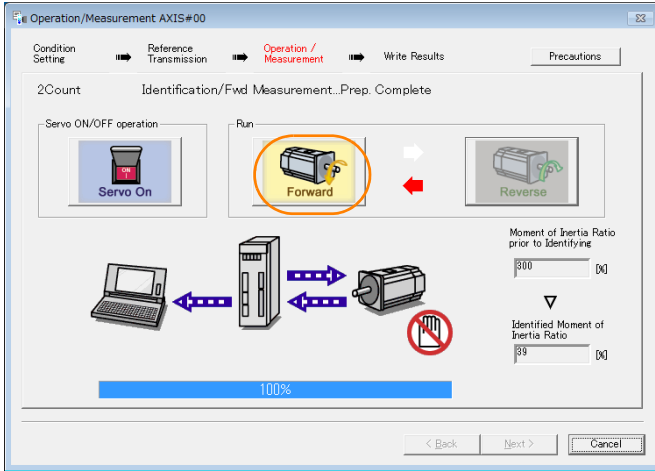 Operation/Measurement AXIS#00
Condition
Setting
Reference
Transmission
Operation /
Measurement
Write Results
Precautions
2Count
Identification/Fwd Measurement...Prep. Complete
Servo ON/OFF operation
Run
ON
Servo On
Forward
Reverse
Moment of Inertia Ratio
prior to Identifying
300
[%]
Identified Moment of
Inertia Ratio
39
[%]
100%
< Back
Next >
Cancel